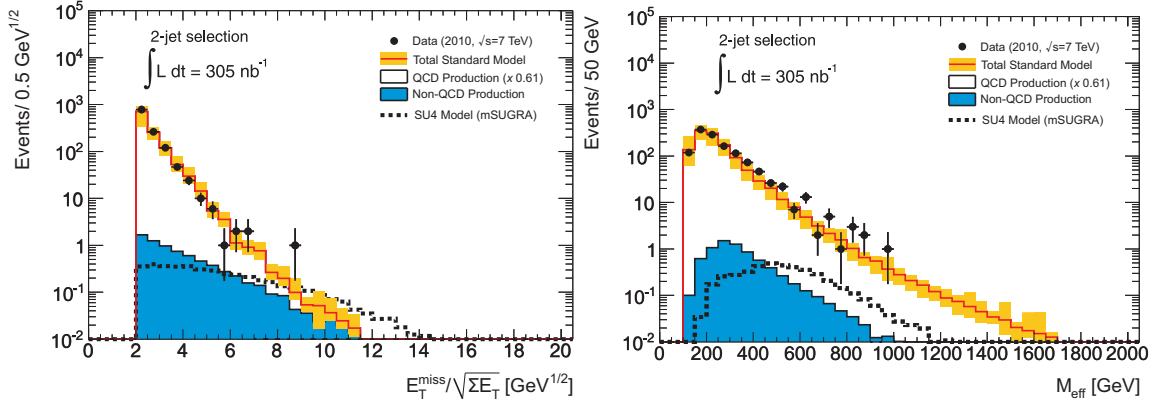 Events/ 0.5 GeV^1/2
10^5
10^4
10^3
10^2
10
1
10^-1
10^-2
2-jet selection
∫ L dt = 305 nb^-1
Data (2010, √s=7 TeV)
Total Standard Model
QCD Production (x 0.61)
Non-QCD Production
SU4 Model (mSUGRA)
0 2 4 6 8 10 12 14 16 18 20
E_T^miss/√ΣE_T [GeV^1/2]
Events/ 50 GeV
10^5
10^4
10^3
10^2
10
1
10^-1
10^-2
2-jet selection
∫ L dt = 305 nb^-1
Data (2010, √s=7 TeV)
Total Standard Model
QCD Production (x 0.61)
Non-QCD Production
SU4 Model (mSUGRA)
0 200 400 600 800 1000 1200 1400 1600 1800 2000
M_eff [GeV]